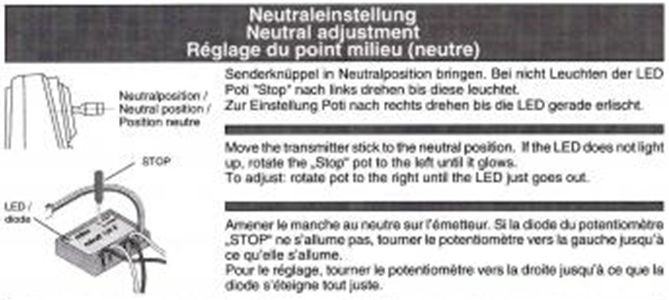 Neutraleinstellung
Neutral adjustment
Réglage du point milieu (neutre)
Neutralposition /
Neutral position /
Position neutre
STOP
LED /
diode
Senderknüppel in Neutralposition bringen. Bei nicht Leuchten der LED
Poti "Stop" nach links drehen bis diese leuchtet.
Zur Einstellung Poti nach rechts drehen bis die LED gerade erlischt.
Move the transmitter stick to the neutral position. If the LED does not light
up, rotate the „Stop" pot to the left until it glows.
To adjust: rotate pot to the right until the LED just goes out.
Amener le manche au neutre sur l'émetteur. Si la diode du potentiomètre
„STOP" ne s'allume pas, tourner le potentiomètre vers la gauche jusqu'à
ce qu'elle s'allume.
Pour le réglage, tourner le potentiomètre vers la droite jusqu'à ce que la
diode s'éteigne tout juste.